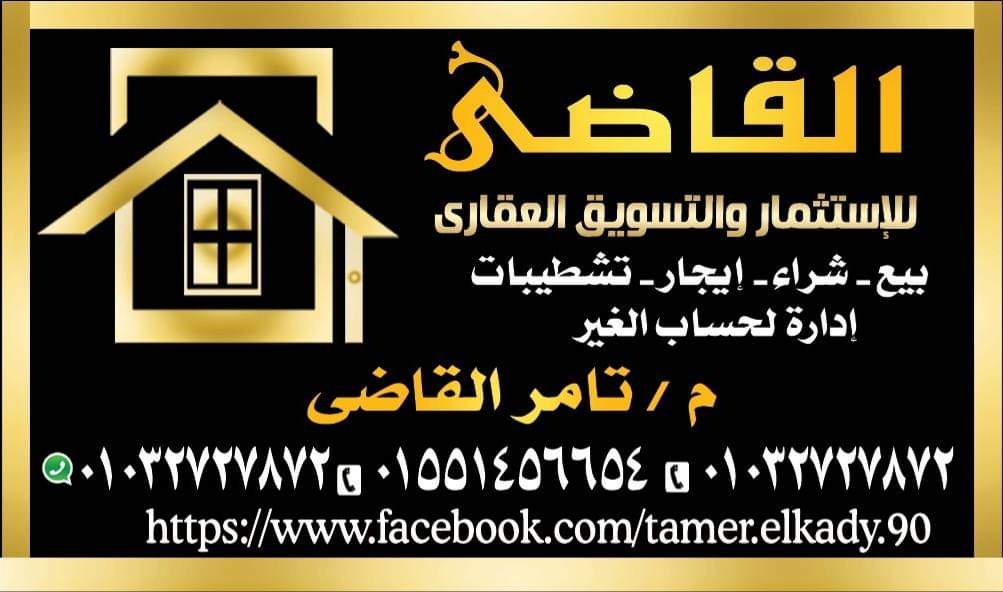 القاضى
للإستثمار والتسويق العقارى
بيع - شراء - إيجار - تشطيبات
إدارة لحساب الغير
م / تامر القاضى
٠١٠٣٢٧٢٧٨٧٢ ٠١٥٥١٤٥٦٦٥٤ ٠١٠٣٢٧٢٧٨٧٢
https://www.facebook.com/tamer.elkady.90